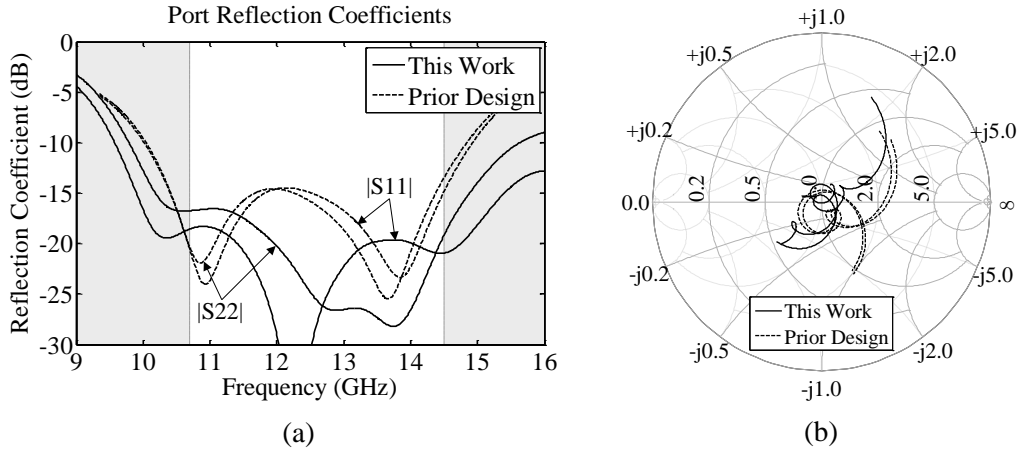 Port Reflection Coefficients
Reflection Coefficient (dB)
0
-5
-10
-15
-20
-25
-30
This Work
Prior Design
|S11|
|S22|
9
10
11
12
13
14
15
16
Frequency (GHz)
(a)
+j1.0
+j0.5
+j2.0
+j0.2
+j5.0
0.0
0.2
0.5
0
2.0
5.0
∞
-j0.2
-j5.0
This Work
Prior Design
-j0.5
-j2.0
-j1.0
(b)